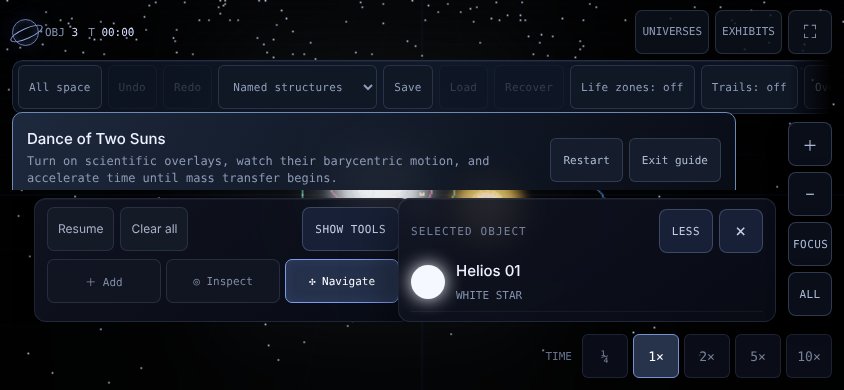 OBJ 3 T 00:00
UNIVERSES
EXHIBITS
All space
Undo
Redo
Named structures
Save
Load
Recover
Life zones: off
Trails: off
Dance of Two Suns
Turn on scientific overlays, watch their barycentric motion, and
accelerate time until mass transfer begins.
Restart
Exit guide
+
−
FOCUS
ALL
Resume
Clear all
SHOW TOOLS
+ Add
◎ Inspect
✣ Navigate
SELECTED OBJECT
LESS
×
Helios 01
WHITE STAR
TIME
¼
1×
2×
5×
10×